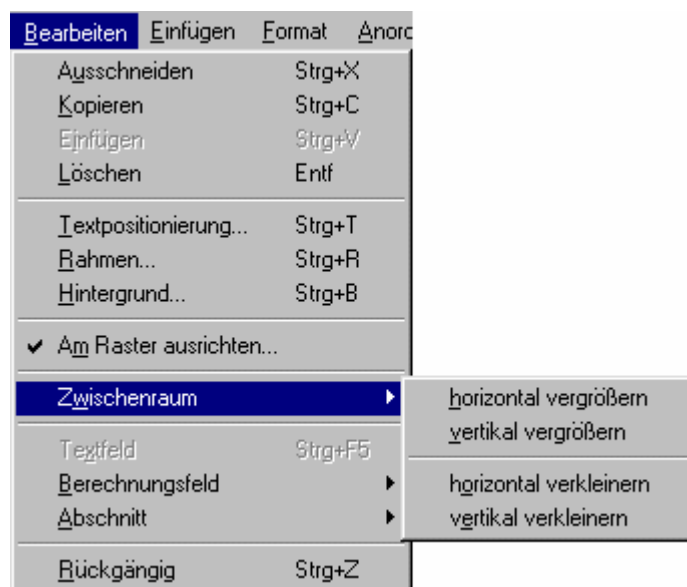 Bearbeiten Einfügen Format Anord
Ausschneiden Strg+X
Kopieren Strg+C
Einfügen Strg+V
Löschen Entf
Textpositionierung... Strg+T
Rahmen... Strg+R
Hintergrund... Strg+B
Am Raster ausrichten...
Zwischenraum
horizontal vergrößern
vertikal vergrößern
horizontal verkleinern
vertikal verkleinern
Textfeld Strg+F5
Berechnungsfeld
Abschnitt
Rückgängig Strg+Z